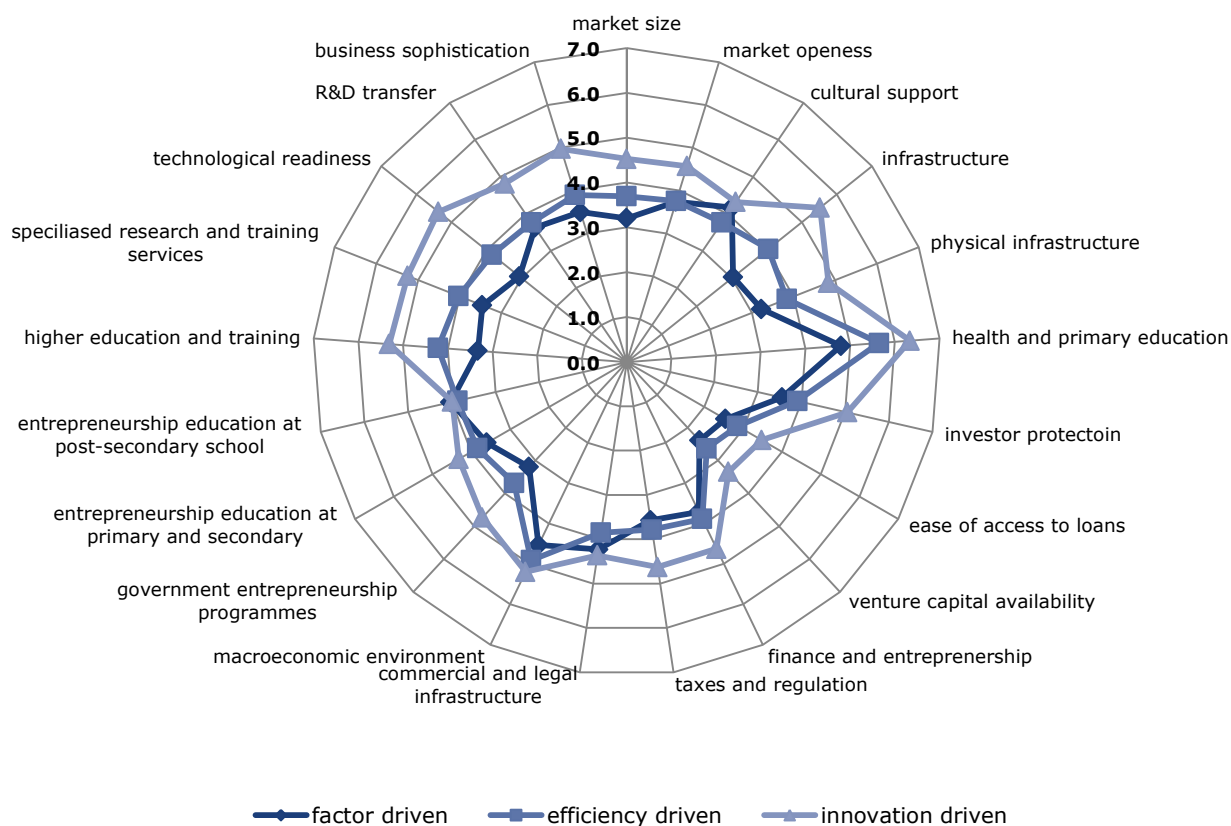 market size
business sophistication
7.0
market openess
R&D transfer
6.0
cultural support
technological readiness
5.0
infrastructure
4.0
speciliased research and training
services
3.0
physical infrastructure
2.0
higher education and training
1.0
health and primary education
0.0
entrepreneurship education at
post-secondary school
investor protectoin
entrepreneurship education at
primary and secondary
ease of access to loans
government entrepreneurship
programmes
venture capital availability
macroeconomic environment
finance and entreprenership
commercial and legal
infrastructure
taxes and regulation
factor driven
efficiency driven
innovation driven